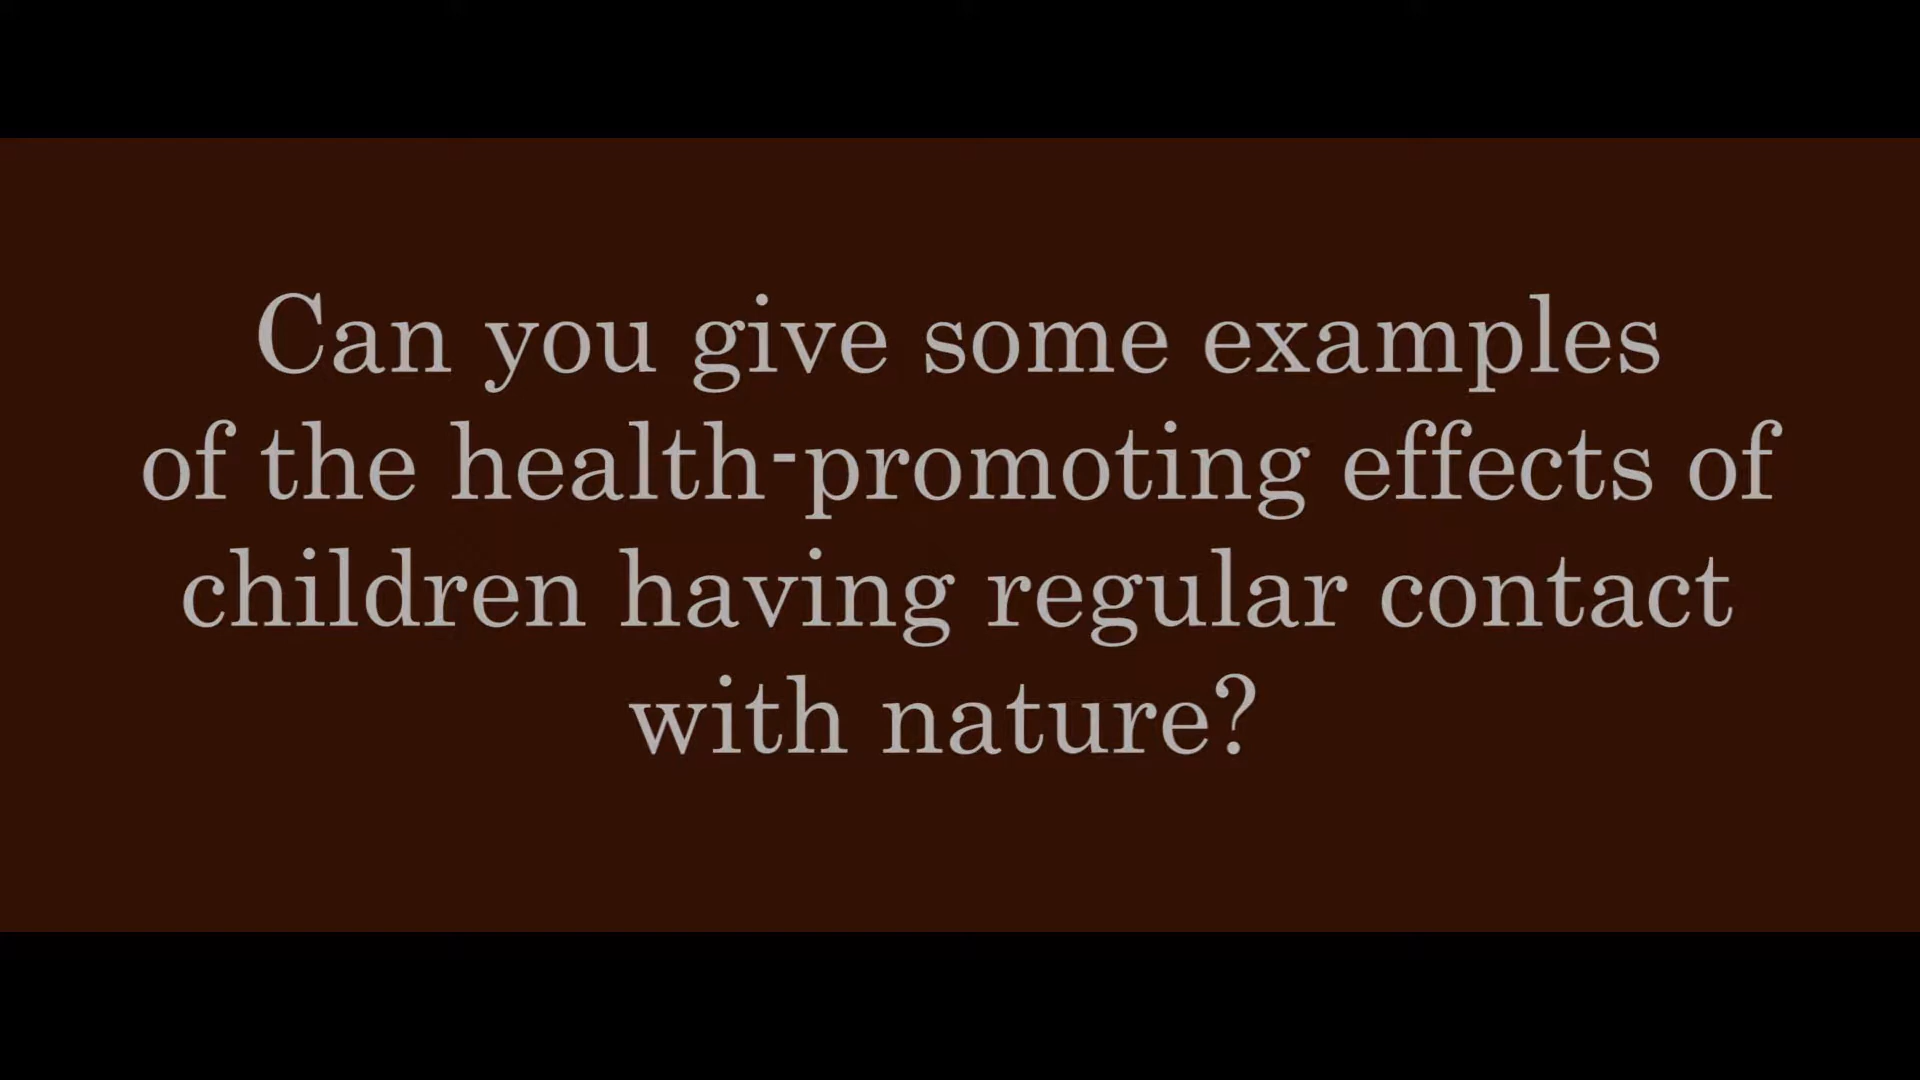 Can you give some examples
of the health-promoting effects of
children having regular contact
with nature?